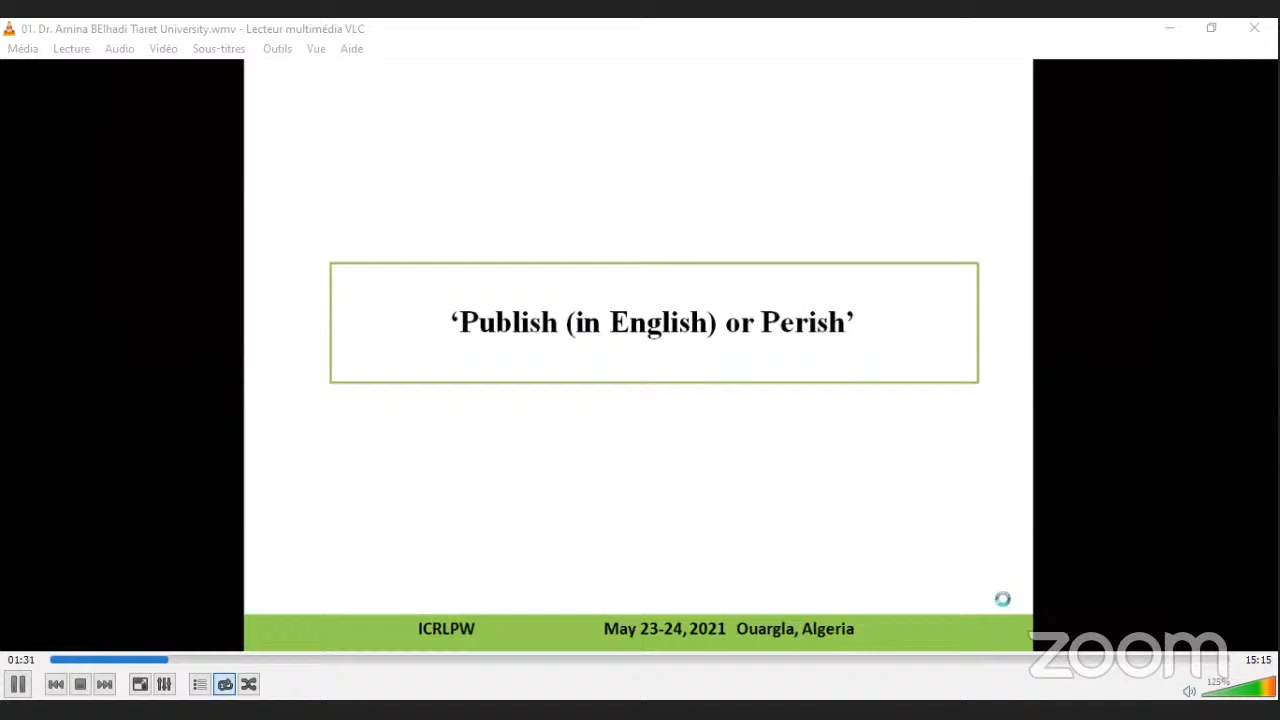 01. Dr. Amina BElhadi Tiaret University.wmv - Lecteur multimédia VLC
Média Lecture Audio Vidéo Sous-titres Outils Vue Aide
‘Publish (in English) or Perish’
ICRLPW May 23-24, 2021 Ouargla, Algeria
zoom
01:31 15:15
125%